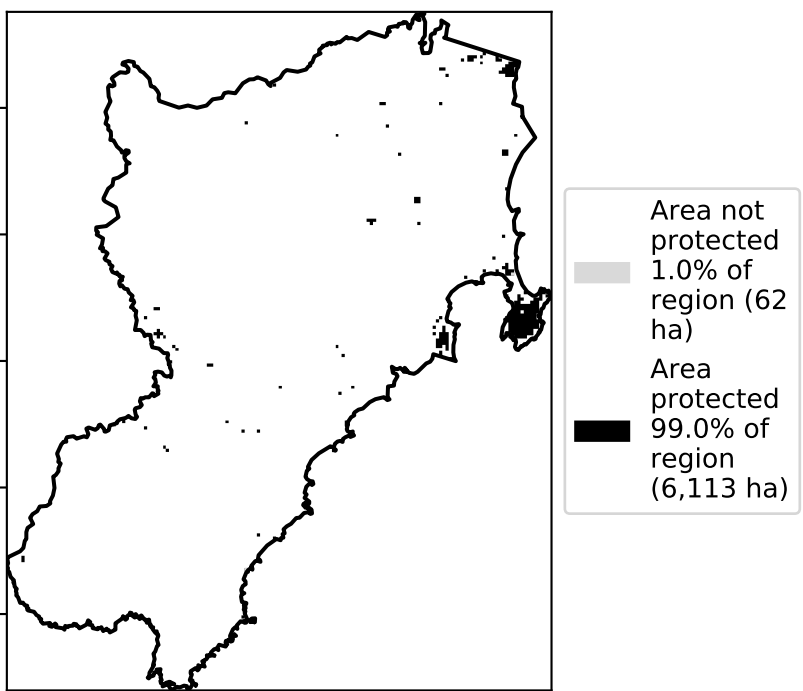 Area not
protected
1.0% of
region (62
ha)
Area
protected
99.0% of
region
(6,113 ha)